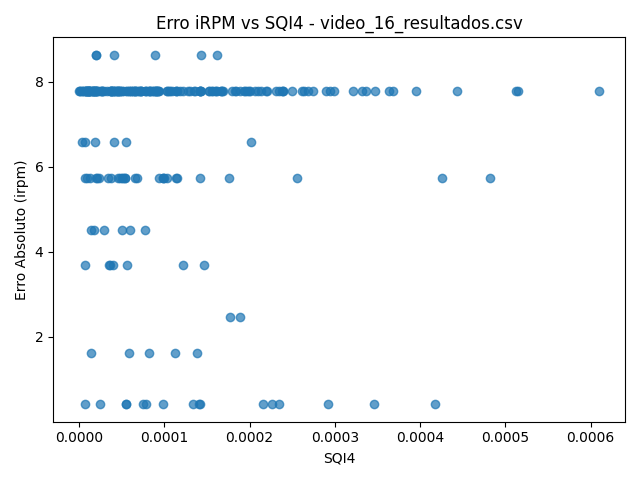 Erro iRPM vs SQI4 - video_16_resultados.csv
Erro Absoluto (irpm)
8
6
4
2
0.0000 0.0001 0.0002 0.0003 0.0004 0.0005 0.0006
SQI4